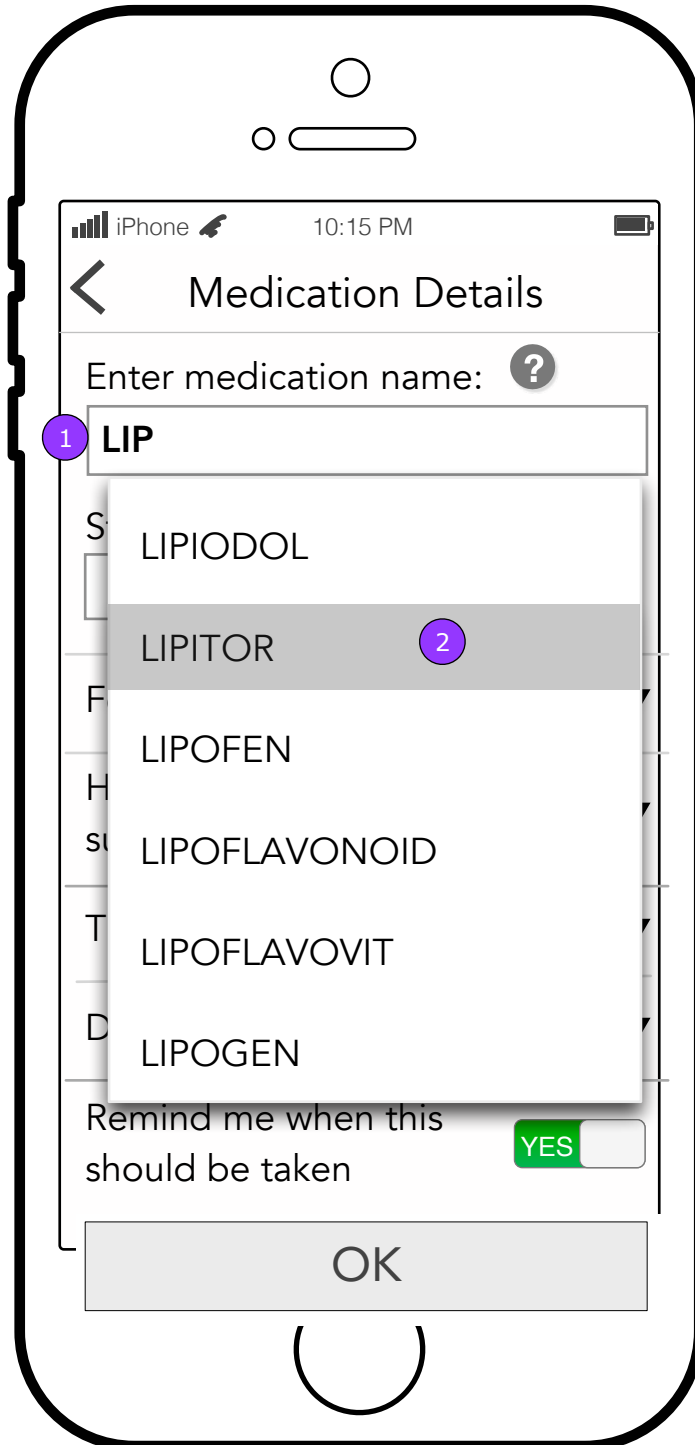 iPhone 10:15 PM
Medication Details
Enter medication name: ?
1 LIP
LIPIODOL
LIPITOR 2
LIPOFEN
LIPOFLAVONOID
LIPOFLAVOVIT
LIPOGEN
Remind me when this
should be taken
YES
OK